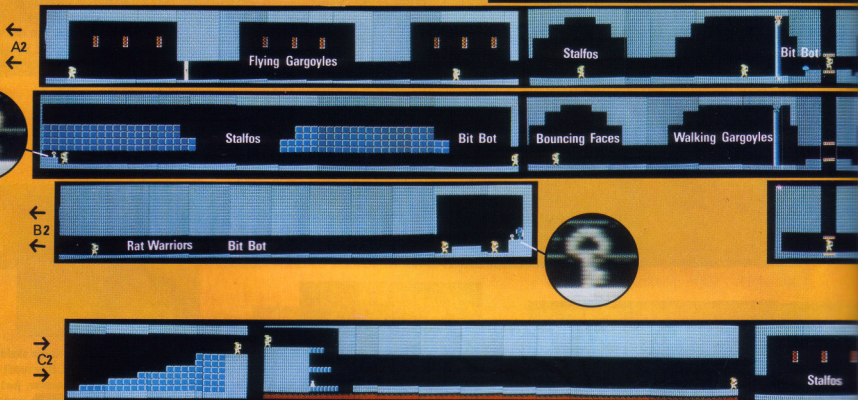 A2
Flying Gargoyles
Stalfos
Bit Bot
Stalfos
Bit Bot
Bouncing Faces
Walking Gargoyles
B2
Rat Warriors
Bit Bot
C2
Stalfos